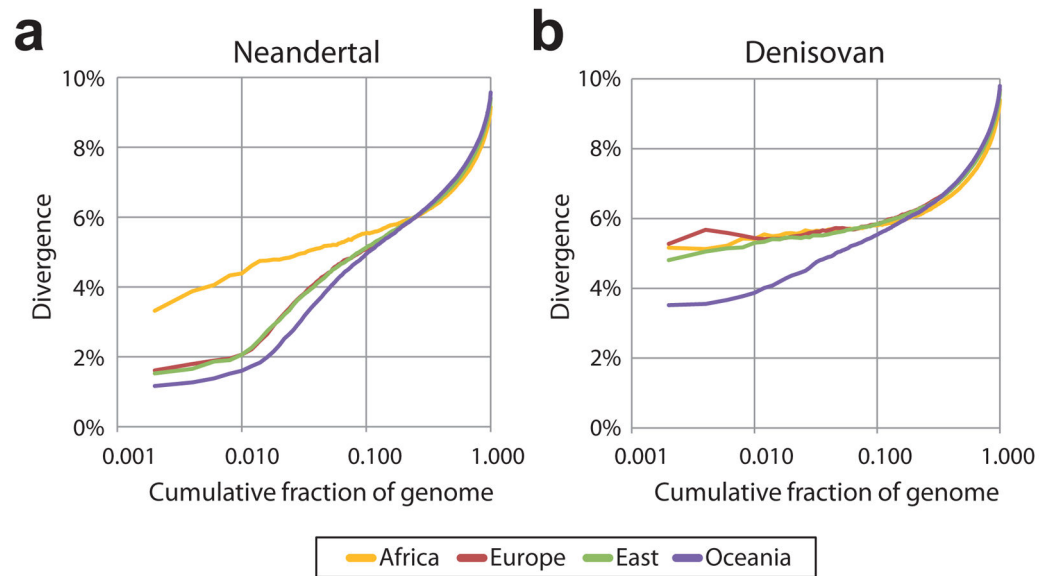 a
Neandertal
10%
8%
6%
4%
2%
0%
Divergence
0.001 0.010 0.100 1.000
Cumulative fraction of genome
b
Denisovan
10%
8%
6%
4%
2%
0%
Divergence
0.001 0.010 0.100 1.000
Cumulative fraction of genome
Africa Europe East Oceania